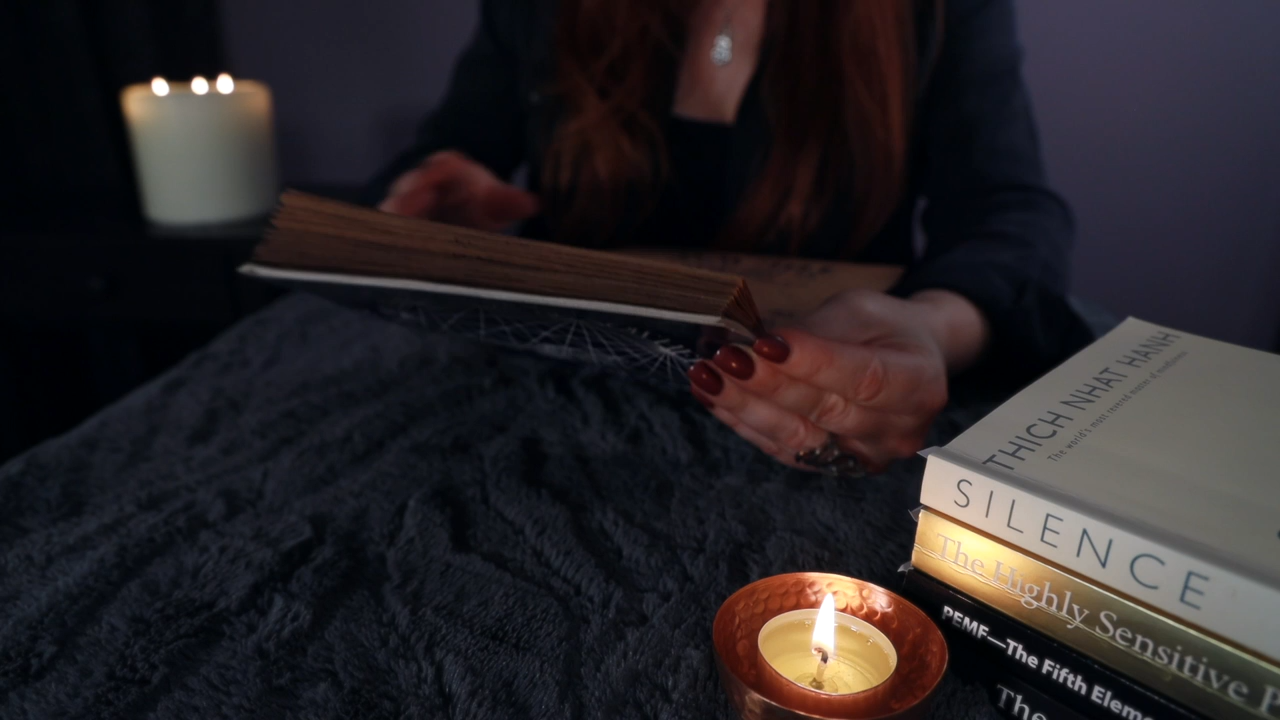 THICH NHAT HANH
The world's most revered master of mindfulness
SILENCE
The Highly Sensitive P
PEMF—The Fifth Eleme
The